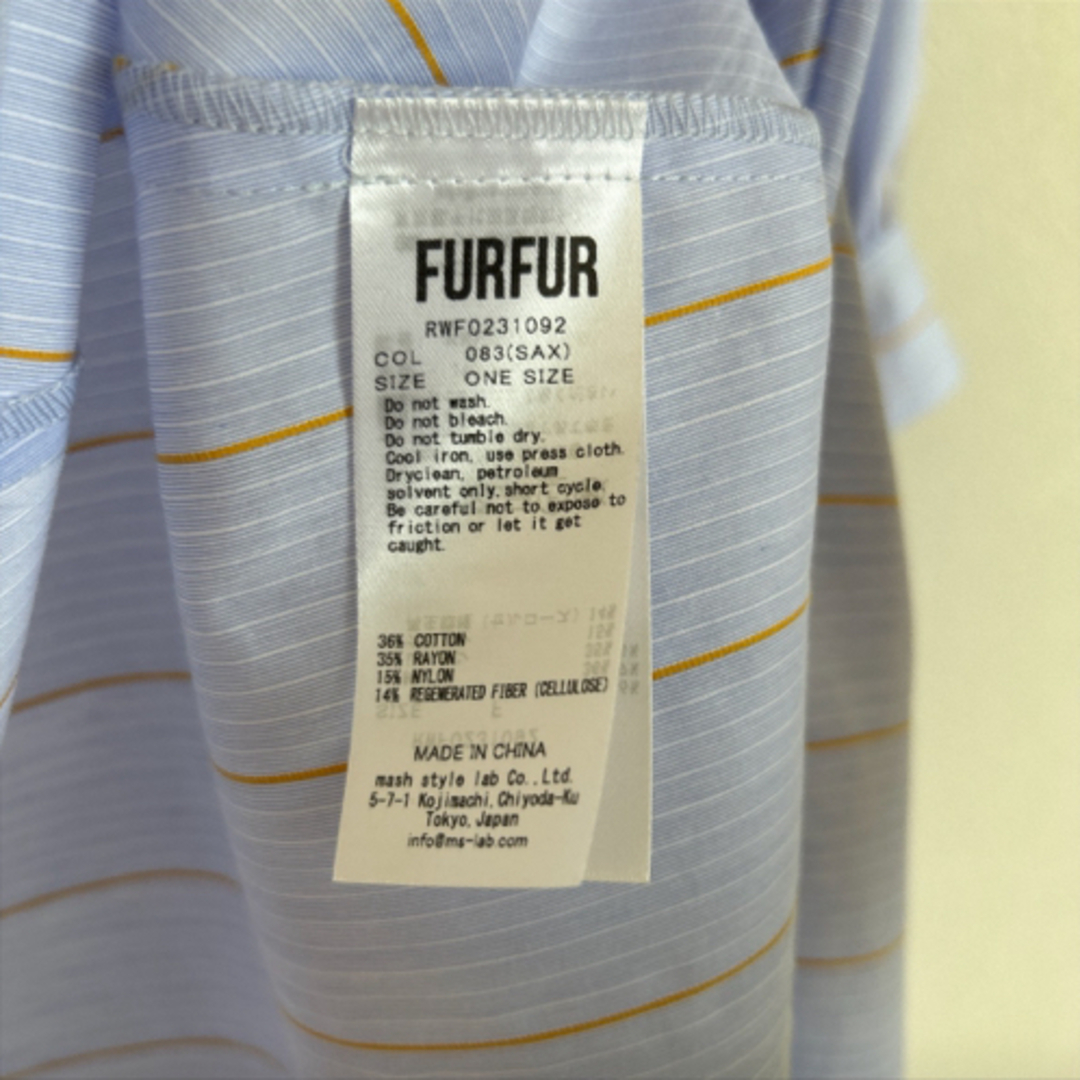 FURFUR
RWF0231092
COL 083(SAX)
SIZE ONE SIZE
Do not wash.
Do not bleach.
Do not tumble dry.
Cool iron, use press cloth.
Dryclean, petroleum
solvent only, short cycle.
Be careful not to expose to
friction or let it get
caught.
36% COTTON
35% RAYON
15% NYLON
14% REGENERATED FIBER (CELLULOSE)
MADE IN CHINA
mash style lab Co.,Ltd.
5-7-1 Kojimachi,Chiyoda-Ku
Tokyo,Japan
info@ms-lab.com